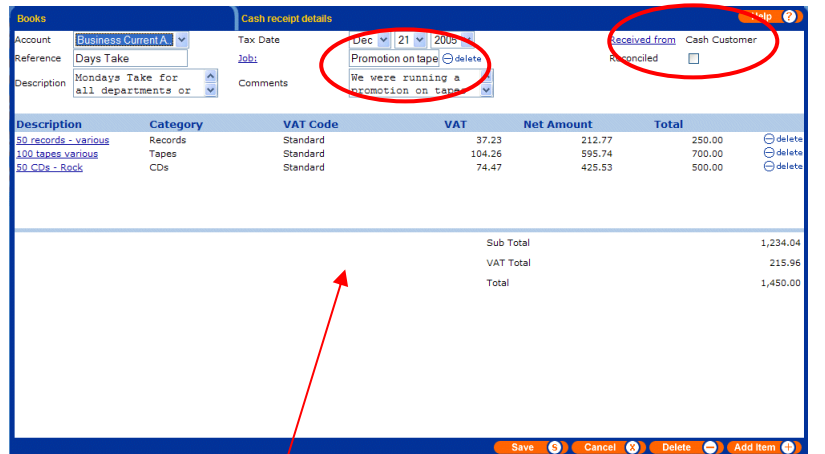 Books Cash receipt details Help ?
Account Business Current A.. Tax Date Dec 21 2005 Received from Cash Customer
Reference Days Take Job: Promotion on tape delete Reconciled
Description Mondays Take for Comments We were running a
all departments or promotion on tapes
Description Category VAT Code VAT Net Amount Total
50 records - various Records Standard 37.23 212.77 250.00 delete
100 tapes various Tapes Standard 104.26 595.74 700.00 delete
50 CDs - Rock CDs Standard 74.47 425.53 500.00 delete
Sub Total 1,234.04
VAT Total 215.96
Total 1,450.00
Save S Cancel X Delete Add Item